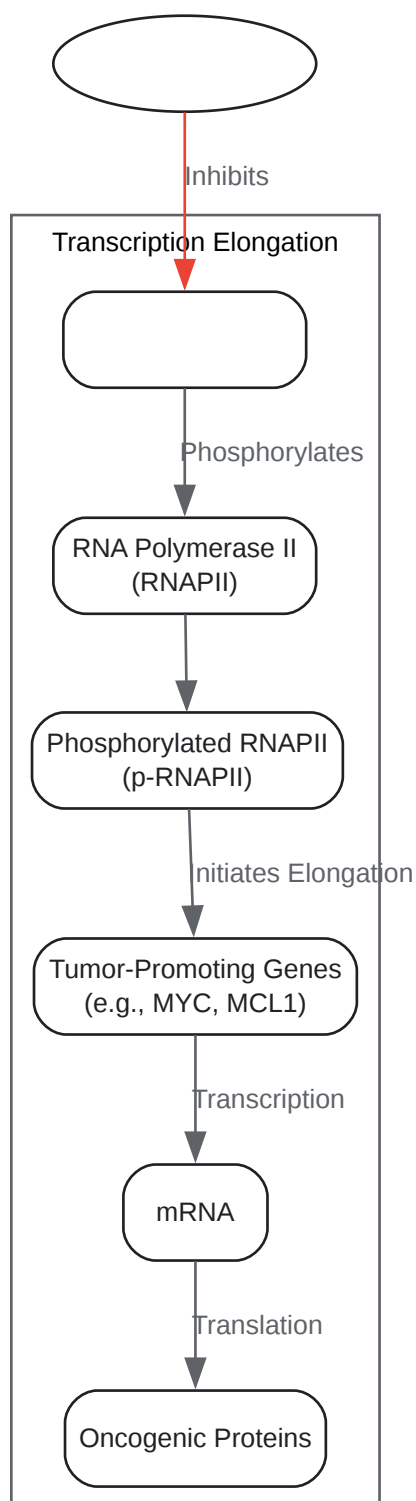 Inhibits
Transcription Elongation
Phosphorylates
RNA Polymerase II
(RNAPII)
Phosphorylated RNAPII
(p-RNAPII)
Initiates Elongation
Tumor-Promoting Genes
(e.g., MYC, MCL1)
Transcription
mRNA
Translation
Oncogenic Proteins